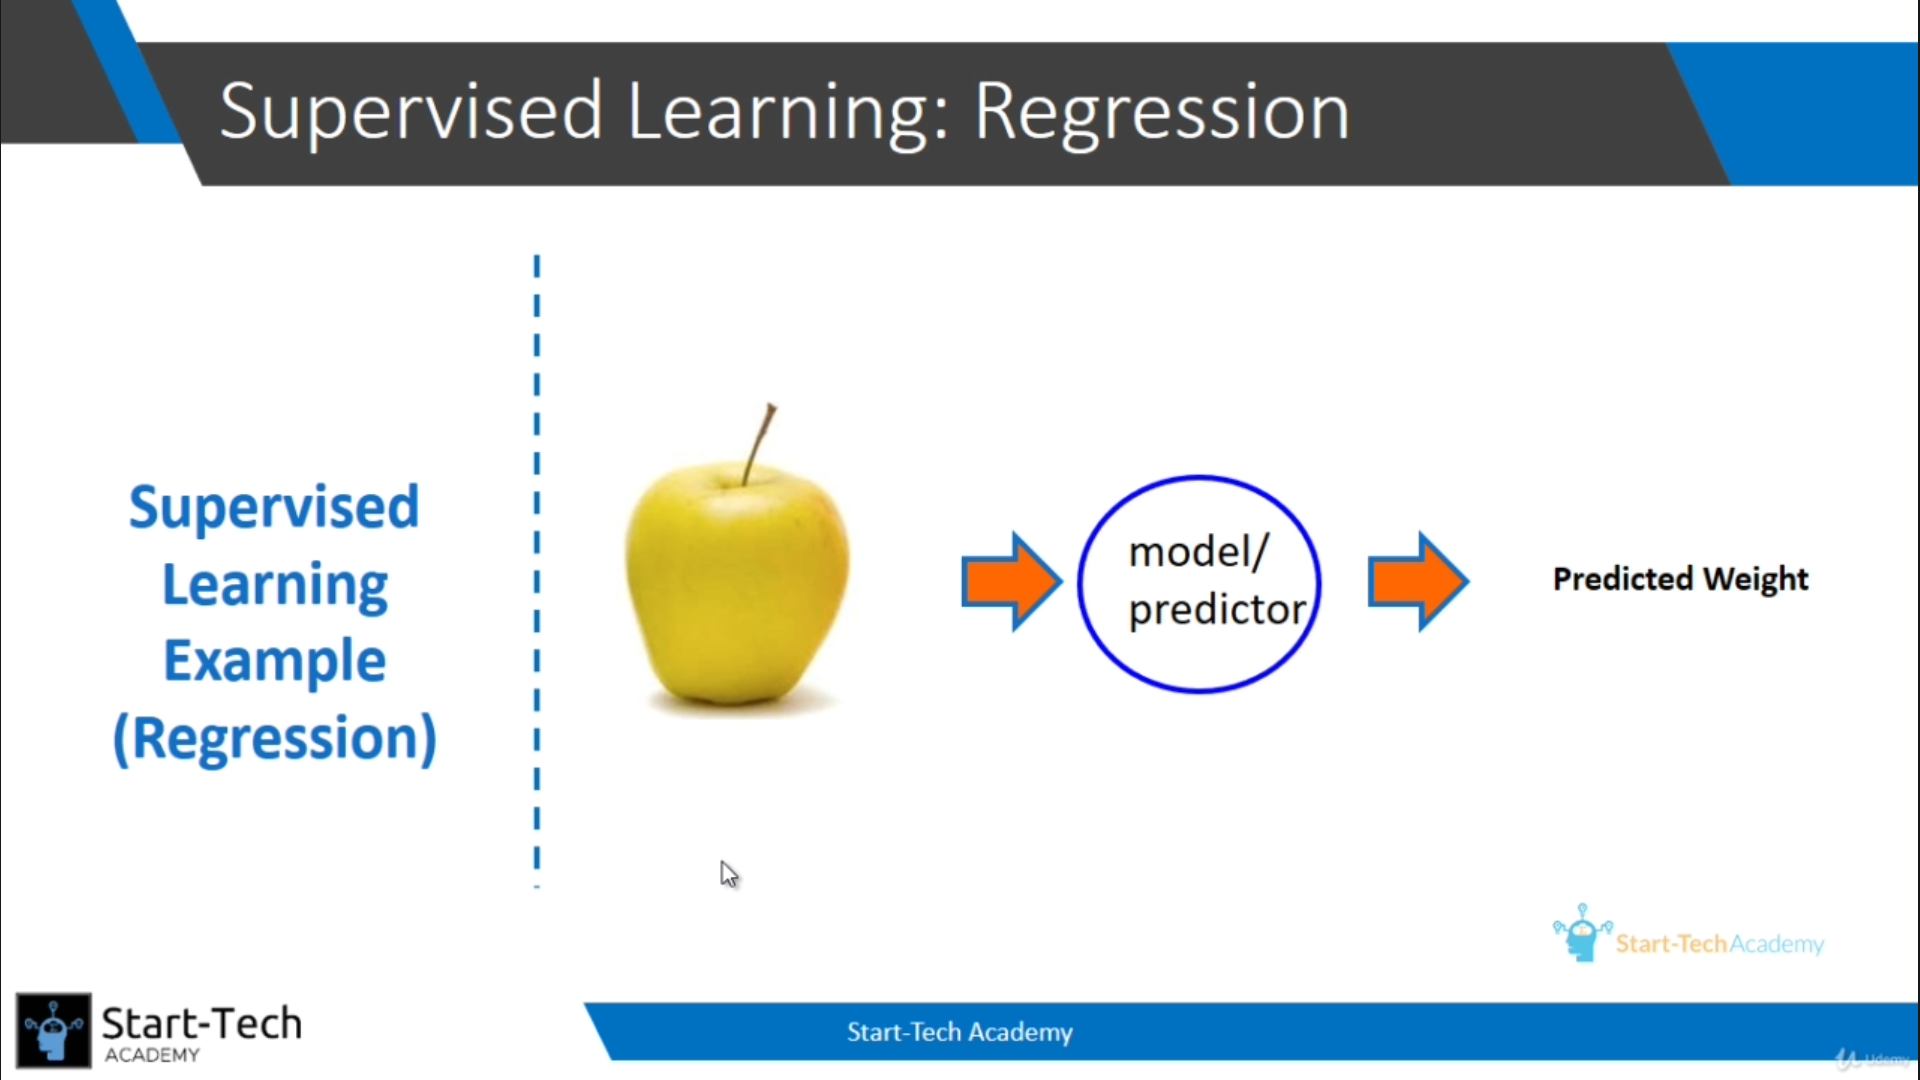 Supervised Learning: Regression
Supervised
Learning
Example
(Regression)
model/
predictor
Predicted Weight
Start-Tech Academy
Start-Tech
ACADEMY
Start-Tech Academy
Udemy